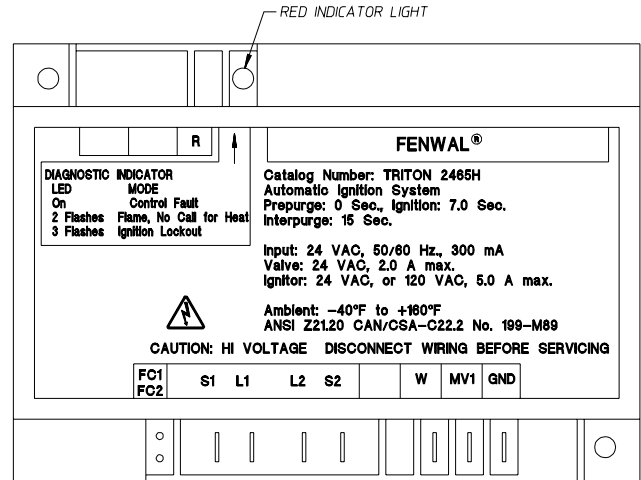 RED INDICATOR LIGHT
R
FENWAL®
DIAGNOSTIC INDICATOR
LED MODE
On Control Fault
2 Flashes Flame, No Call for Heat
3 Flashes Ignition Lockout
Catalog Number: TRITON 2465H
Automatic Ignition System
Prepurge: 0 Sec., Ignition: 7.0 Sec.
Interpurge: 15 Sec.
Input: 24 VAC, 50/60 Hz., 300 mA
Valve: 24 VAC, 2.0 A max.
Ignitor: 24 VAC, or 120 VAC, 5.0 A max.
Ambient: -40°F to +160°F
ANSI Z21.20 CAN/CSA-C22.2 No. 199-M89
CAUTION: HI VOLTAGE DISCONNECT WIRING BEFORE SERVICING
FC1
FC2
S1 L1 L2 S2 W MV1 GND